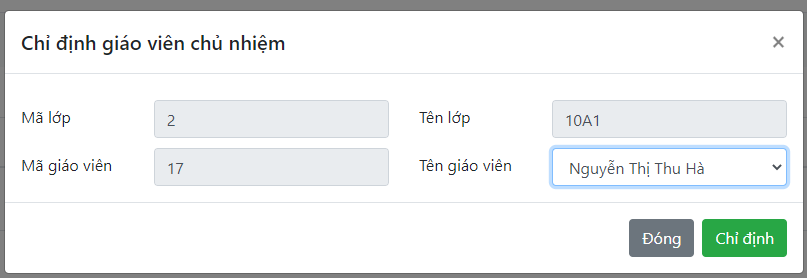 Chỉ định giáo viên chủ nhiệm ×
Mã lớp 2 Tên lớp 10A1
Mã giáo viên 17 Tên giáo viên Nguyễn Thị Thu Hà
Đóng Chỉ định